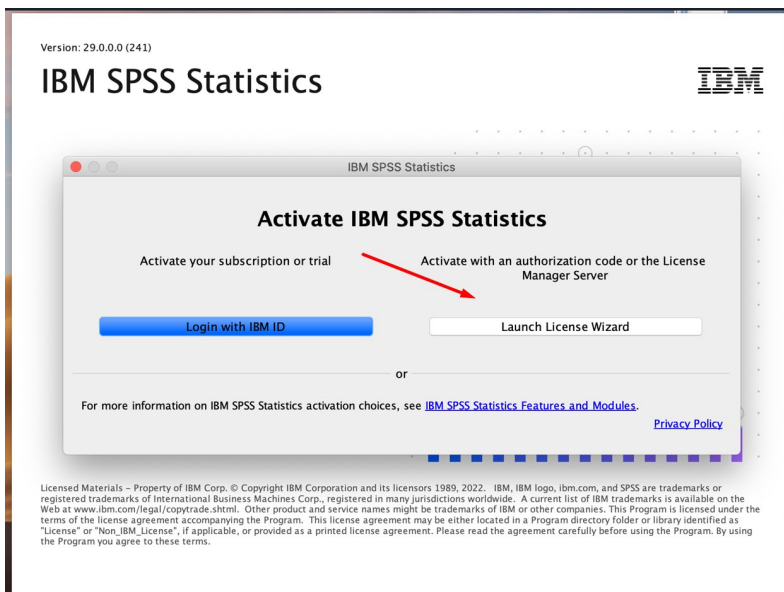 Version: 29.0.0.0 (241)
IBM SPSS Statistics
IBM
IBM SPSS Statistics
Activate IBM SPSS Statistics
Activate your subscription or trial
Activate with an authorization code or the License
Manager Server
Login with IBM ID
Launch License Wizard
or
For more information on IBM SPSS Statistics activation choices, see IBM SPSS Statistics Features and Modules.
Privacy Policy
Licensed Materials – Property of IBM Corp. © Copyright IBM Corporation and its licensors 1989, 2022. IBM, IBM logo, ibm.com, and SPSS are trademarks or
registered trademarks of International Business Machines Corp., registered in many jurisdictions worldwide. A current list of IBM trademarks is available on the
Web at www.ibm.com/legal/copytrade.shtml. Other product and service names might be trademarks of IBM or other companies. This Program is licensed under the
terms of the license agreement accompanying the Program. This license agreement may be either located in a Program directory folder or library identified as
"License" or "Non_IBM_License", if applicable, or provided as a printed license agreement. Please read the agreement carefully before using the Program. By using
the Program you agree to these terms.